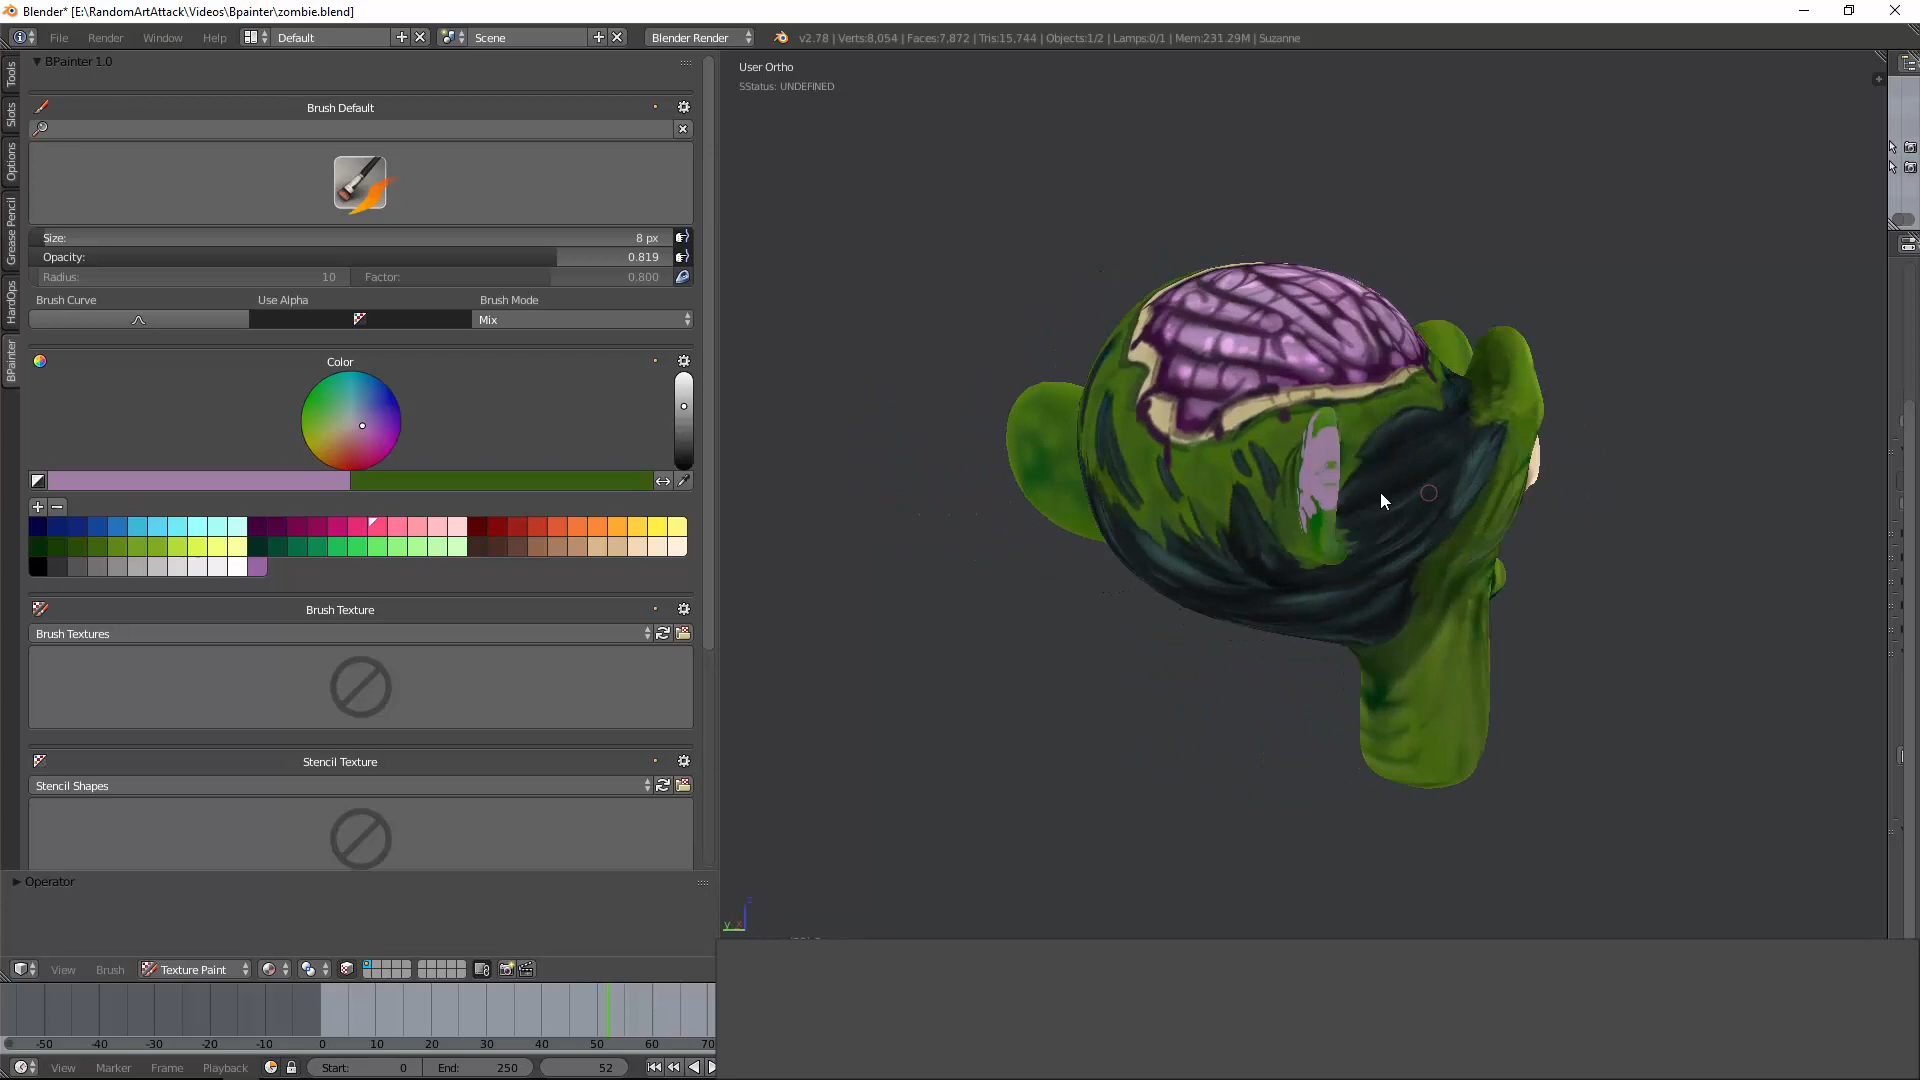 Blender* [E:\RandomArtAttack\Videos\Bpainter\zombie.blend]
File Render Window Help Default Scene Blender Render v2.78 | Verts:8,054 | Faces:7,872 | Tris:15,744 | Objects:1/2 | Lamps:0/1 | Mem:231.29M | Suzanne
BPainter 1.0
User Ortho
SStatus: UNDEFINED
Tools
Slots
Options
Grease Pencil
HardOps
BPainter
Brush Default
Size: 8 px
Opacity: 0.819
Radius: 10 Factor: 0.800
Brush Curve Use Alpha Brush Mode
Mix
Color
Brush Texture
Brush Textures
Stencil Texture
Stencil Shapes
Operator
View Brush Texture Paint
-50 -40 -30 -20 -10 0 10 20 30 40 50 60 70
View Marker Frame Playback Start: 0 End: 250 52